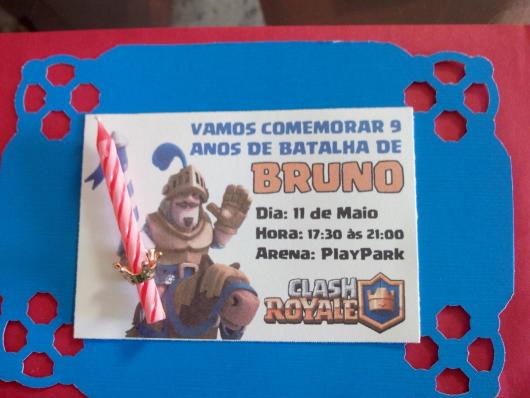 VAMOS COMEMORAR 9
ANOS DE BATALHA DE
BRUNO
Dia: 11 de Maio
Hora: 17:30 às 21:00
Arena: PlayPark
CLASH
ROYALE